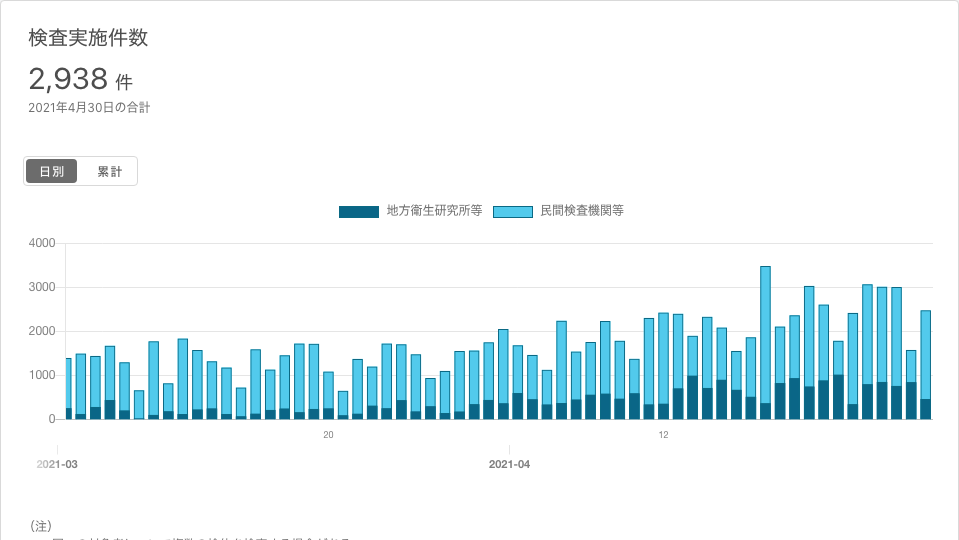 検査実施件数
2,938 件
2021年4月30日の合計
日別 累計
地方衛生研究所等 民間検査機関等
4000
3000
2000
1000
0
20 12
2021-03 2021-04
（注）